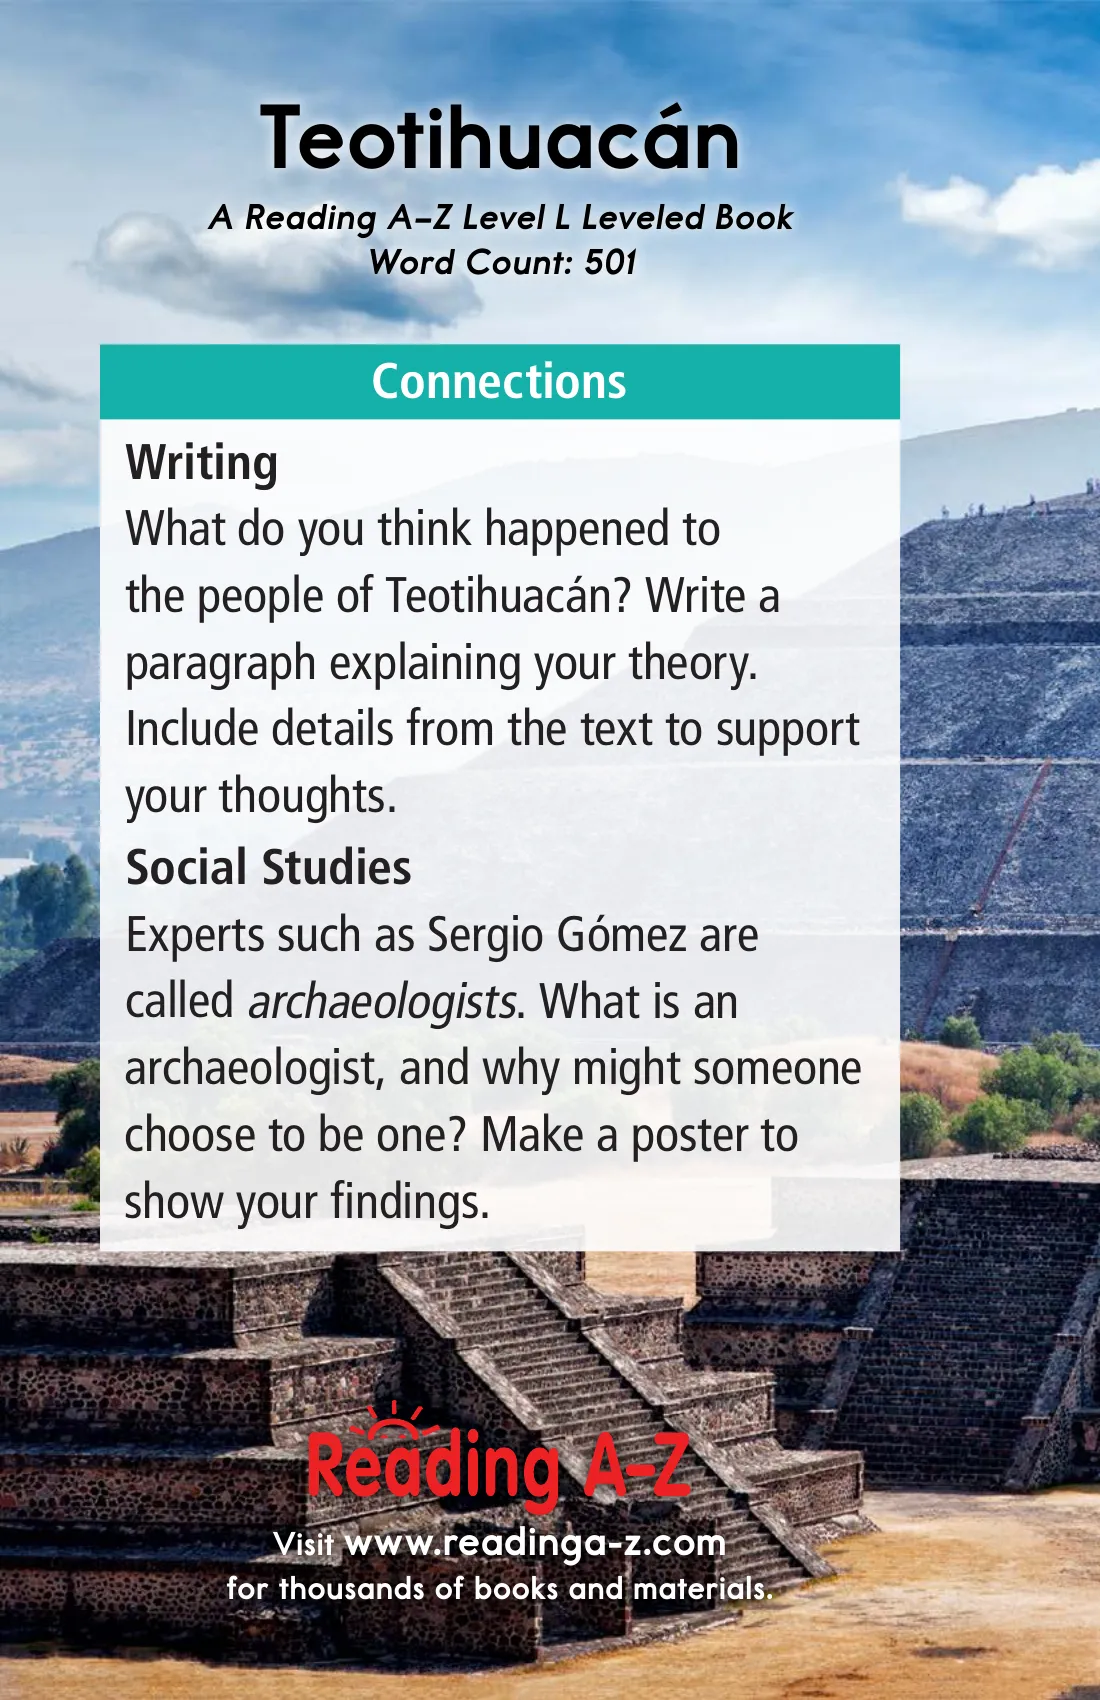 Teotihuacán
A Reading A–Z Level L Leveled Book
Word Count: 501
Connections
Writing
What do you think happened to
the people of Teotihuacán? Write a
paragraph explaining your theory.
Include details from the text to support
your thoughts.
Social Studies
Experts such as Sergio Gómez are
called archaeologists. What is an
archaeologist, and why might someone
choose to be one? Make a poster to
show your findings.
Reading A-Z
Visit www.readinga-z.com
for thousands of books and materials.